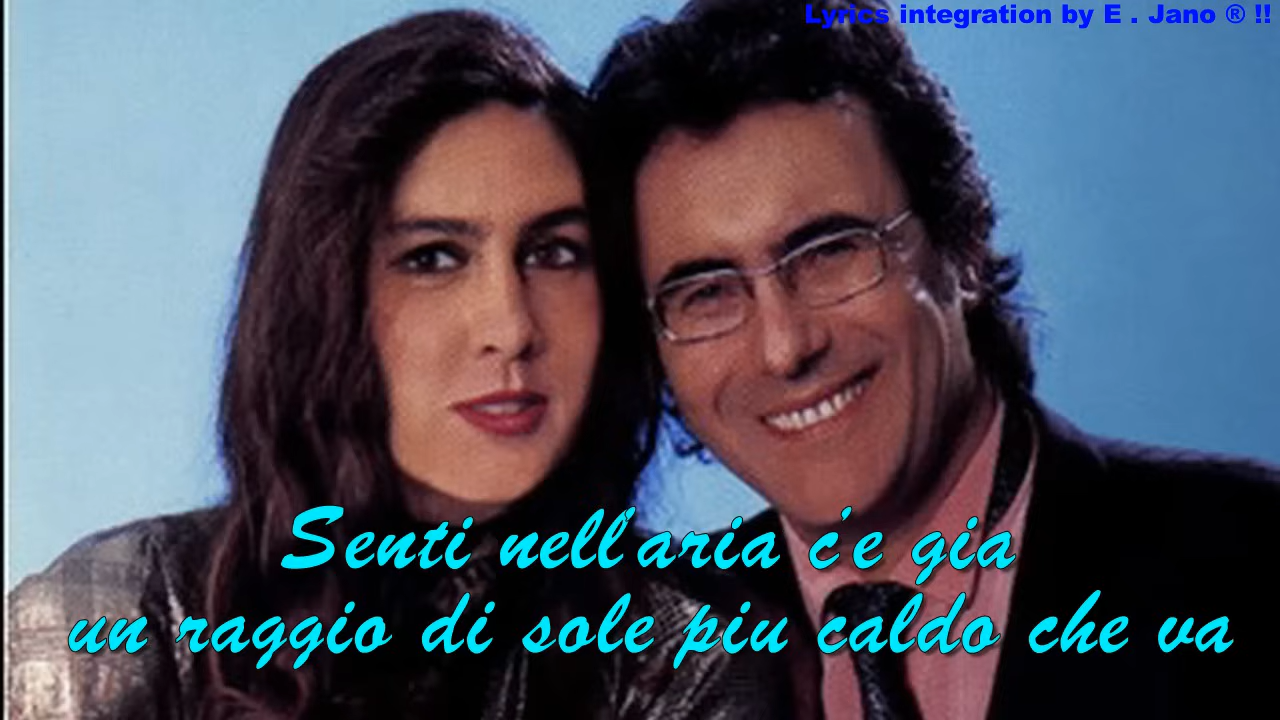 Lyrics integration by E . Jano ® !!
Senti nell'aria c'e gia
un raggio di sole piu caldo che va